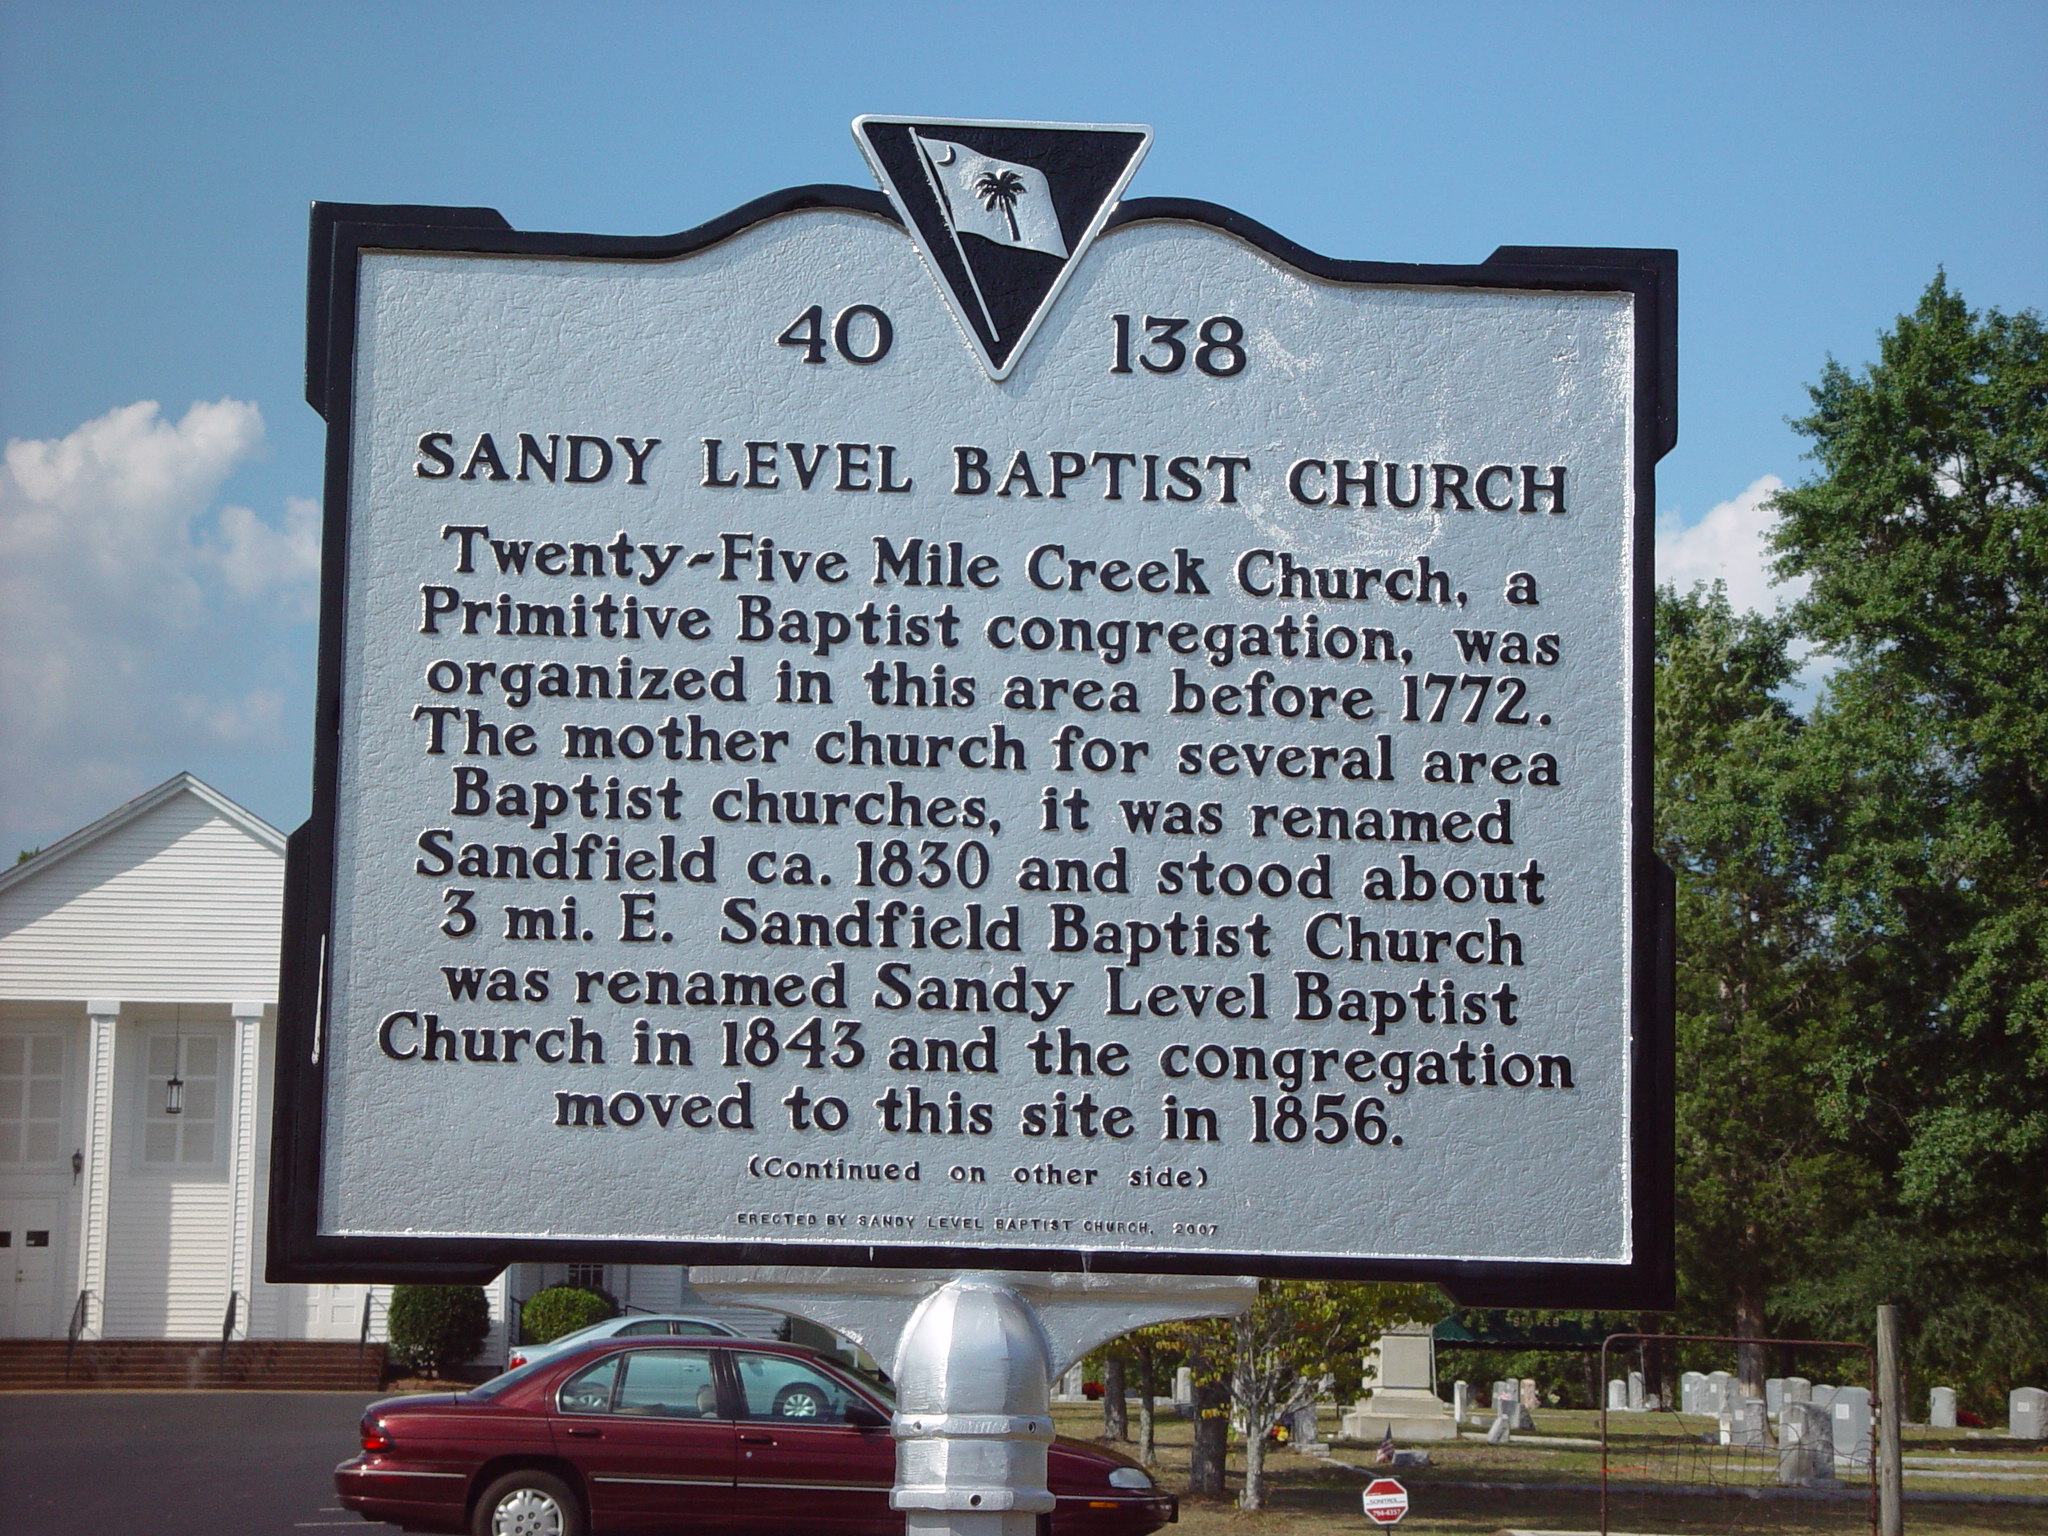 40 138
SANDY LEVEL BAPTIST CHURCH
Twenty-Five Mile Creek Church, a
Primitive Baptist congregation, was
organized in this area before 1772.
The mother church for several area
Baptist churches, it was renamed
Sandfield ca. 1830 and stood about
3 mi. E. Sandfield Baptist Church
was renamed Sandy Level Baptist
Church in 1843 and the congregation
moved to this site in 1856.
(Continued on other side)
ERECTED BY SANDY LEVEL BAPTIST CHURCH, 2007
SONITROL